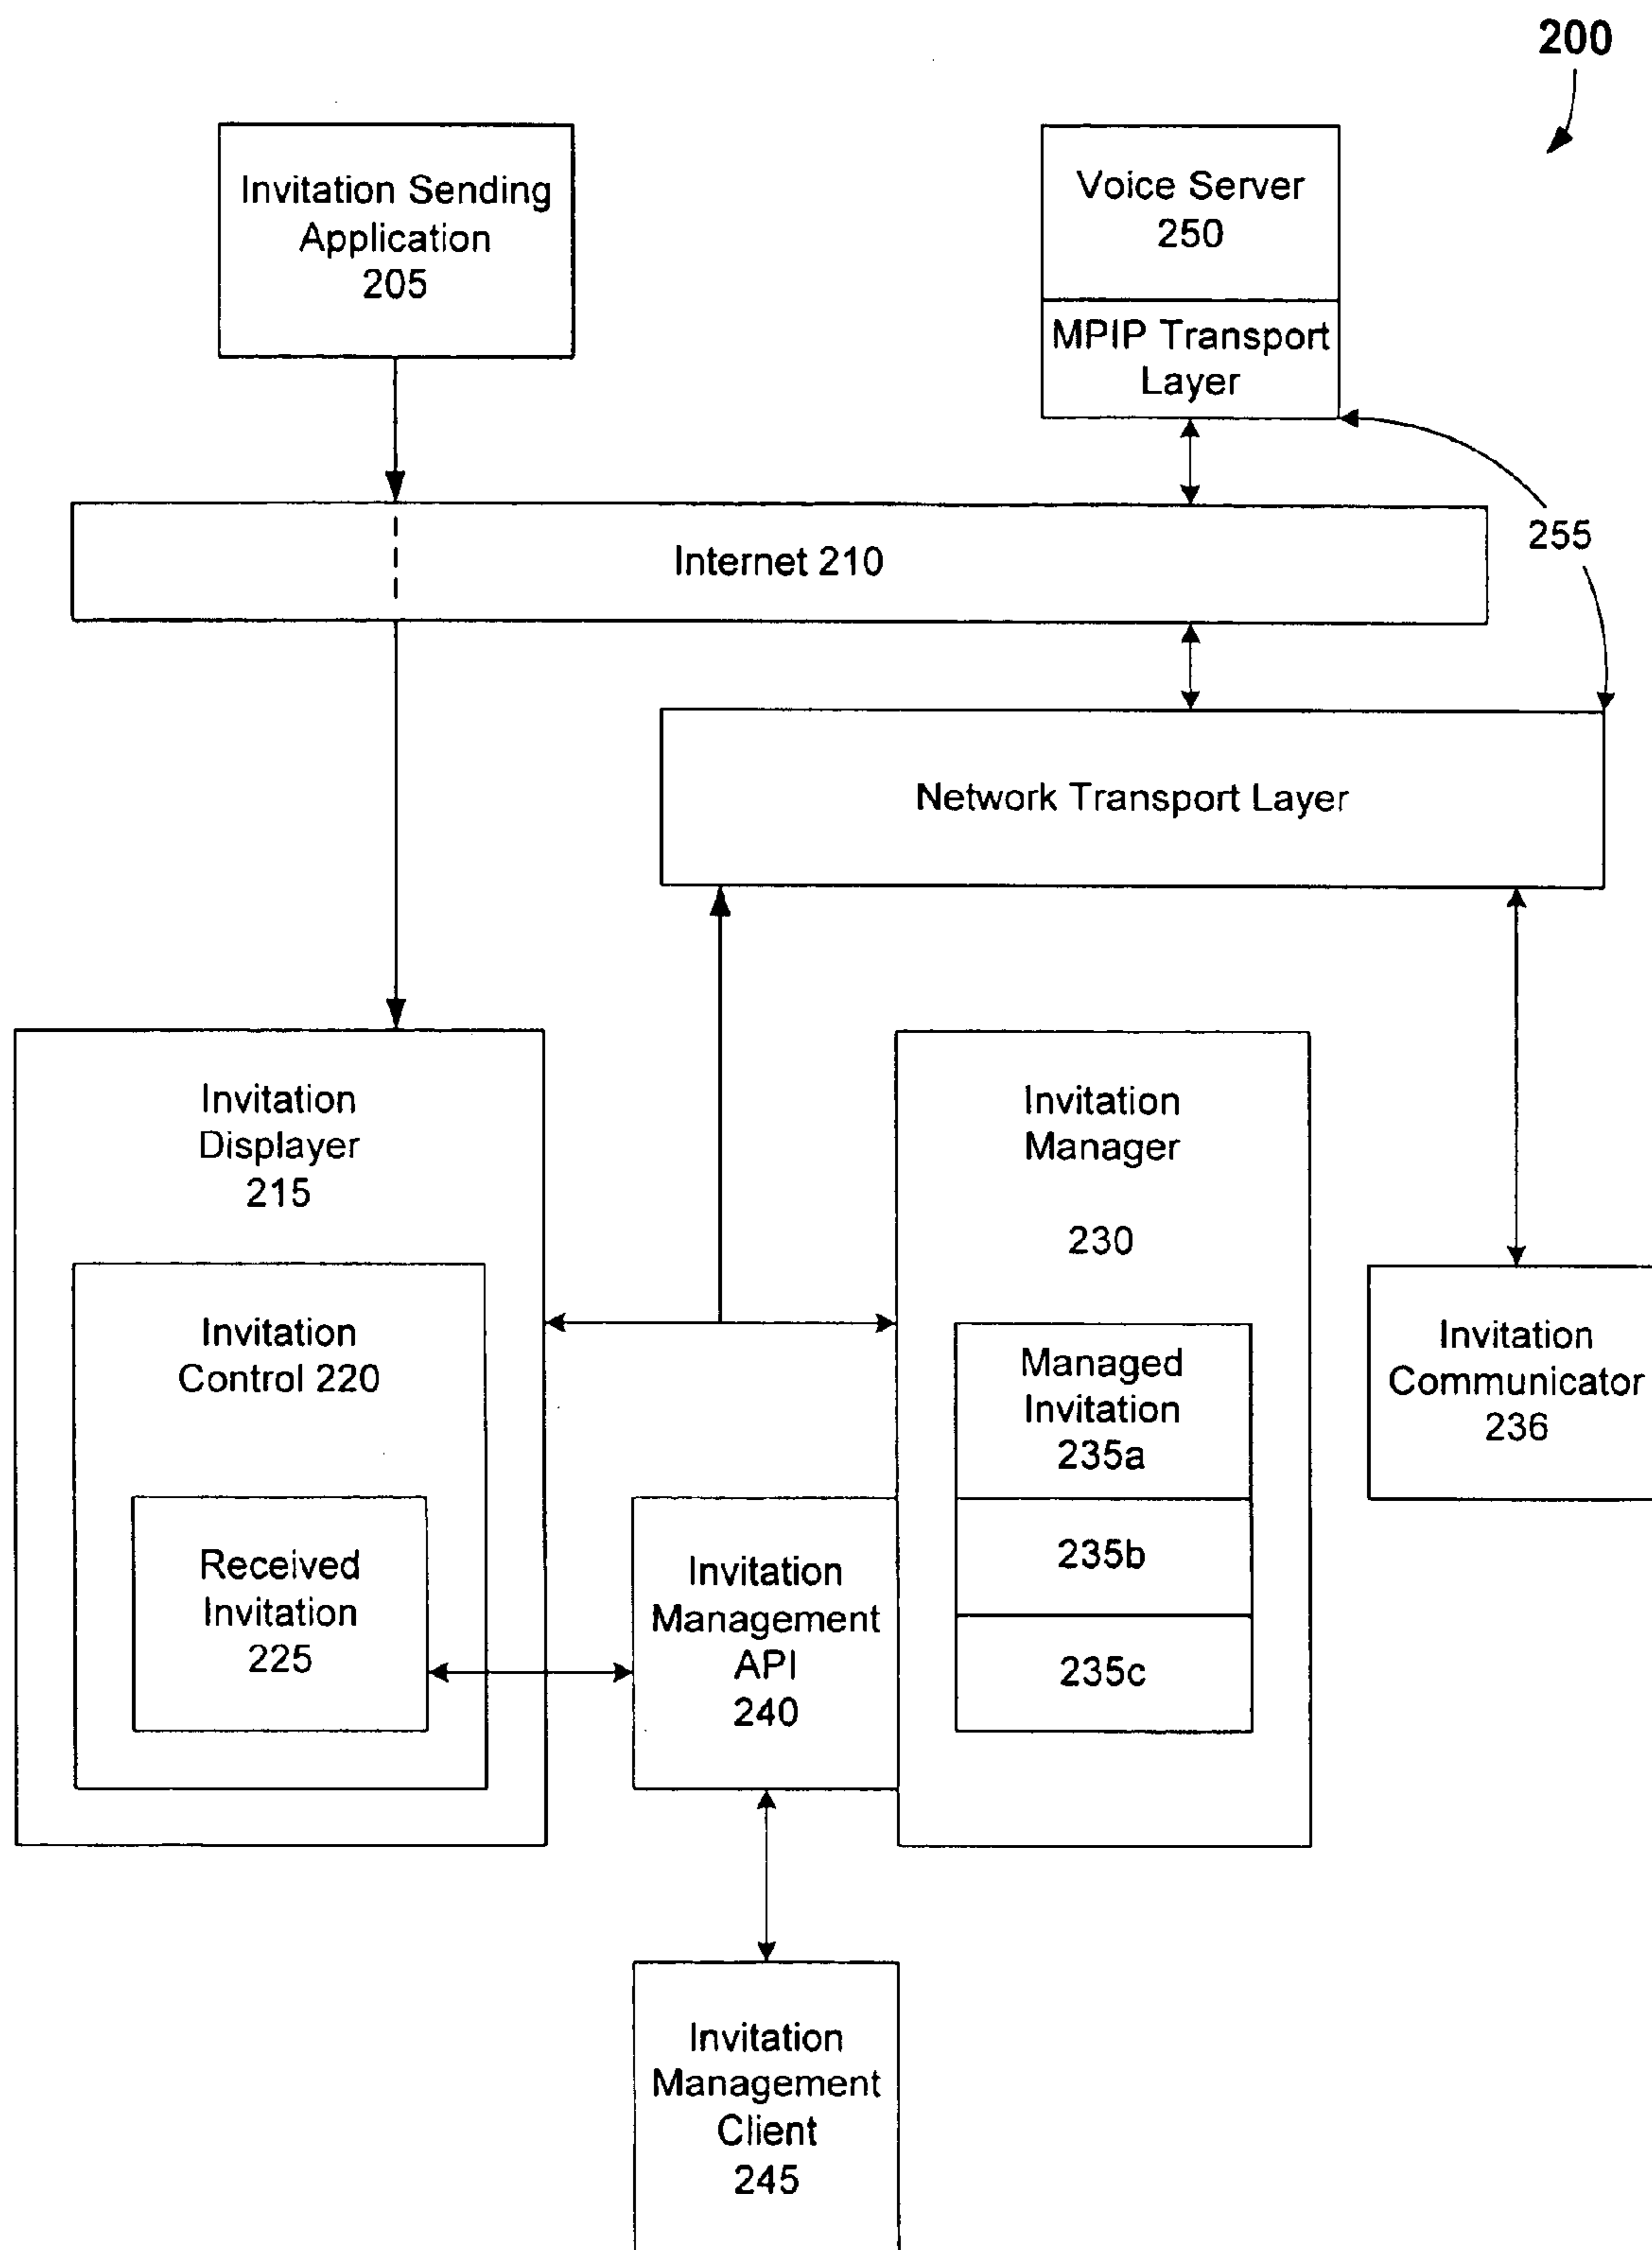 200
Invitation Sending
Application
205
Voice Server
250
MPIP Transport
Layer
Internet 210
255
Network Transport Layer
Invitation
Displayer
215
Invitation
Control 220
Received
Invitation
225
Invitation
Manager
230
Managed
Invitation
235a
235b
235c
Invitation
Communicator
236
Invitation
Management
API
240
Invitation
Management
Client
245